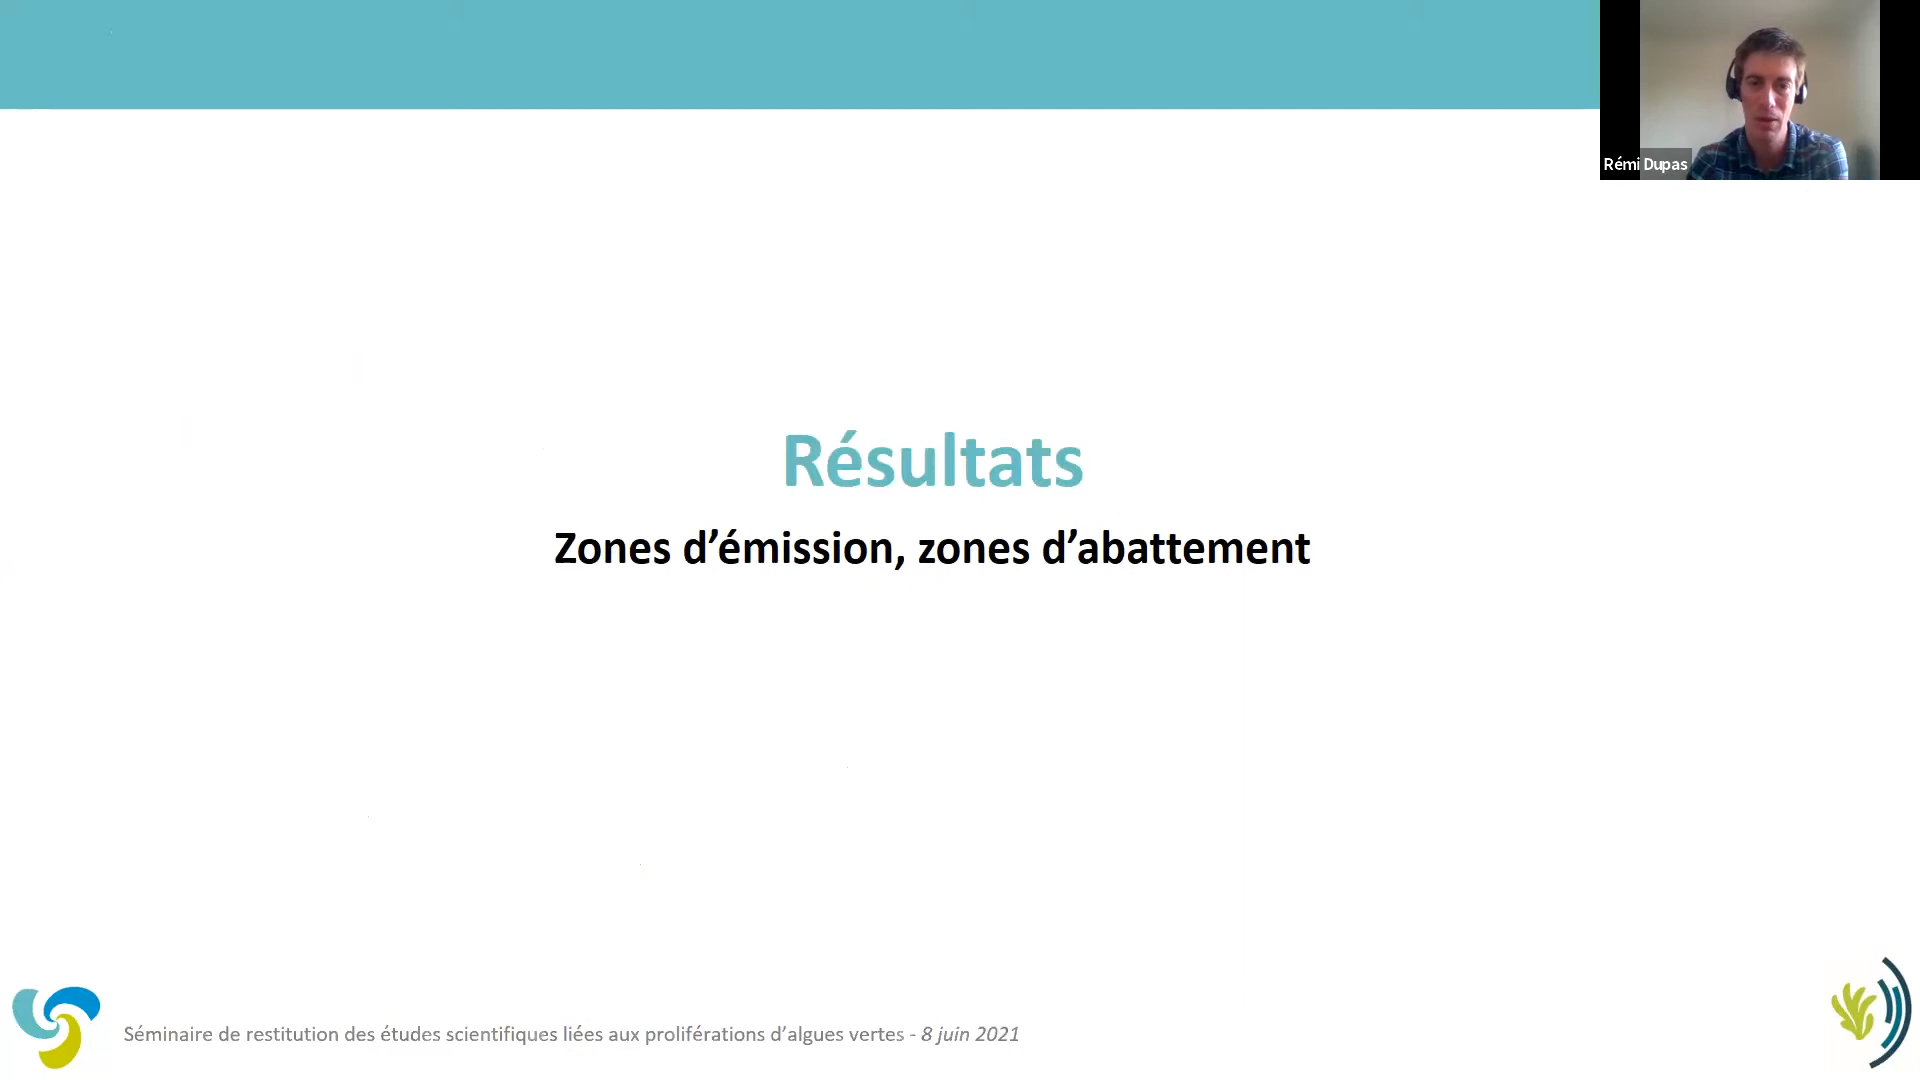 Rémi Dupas
Résultats
Zones d’émission, zones d’abattement
Séminaire de restitution des études scientifiques liées aux proliférations d’algues vertes - 8 juin 2021